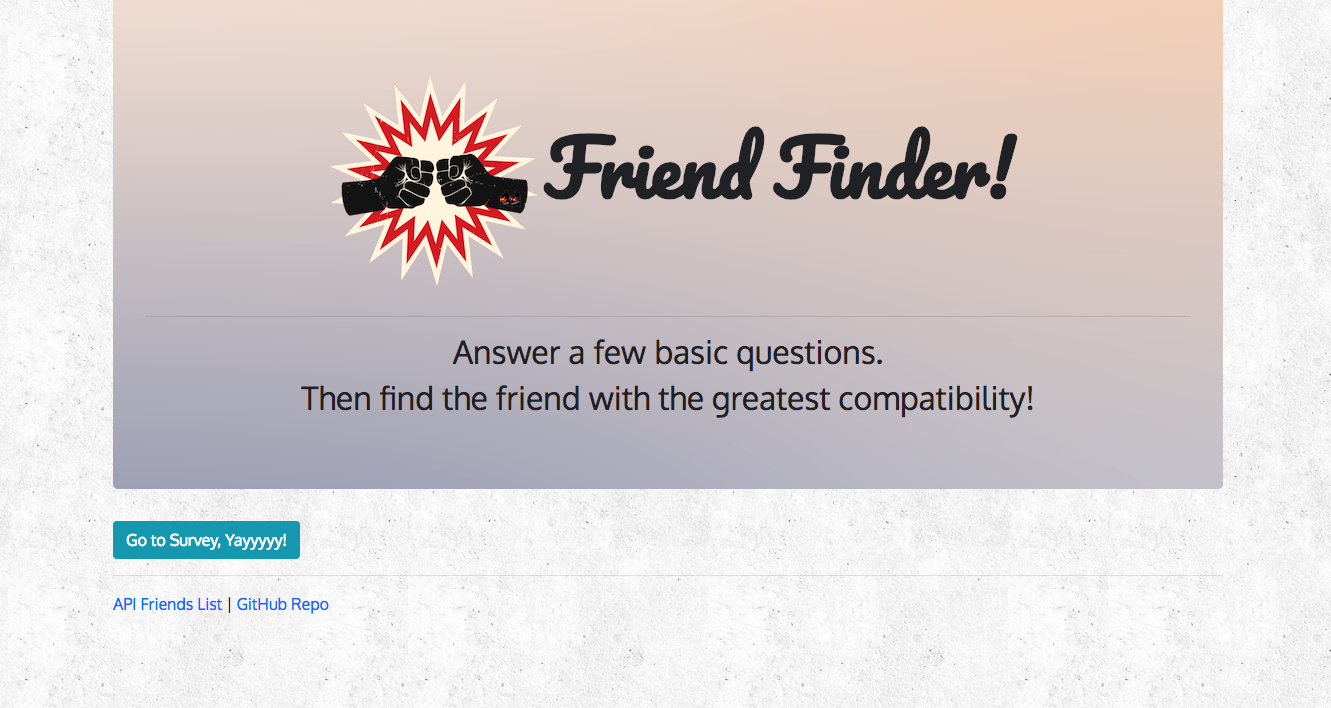 Friend Finder!
Answer a few basic questions.
Then find the friend with the greatest compatibility!
Go to Survey, Yayyyyy!
API Friends List | GitHub Repo